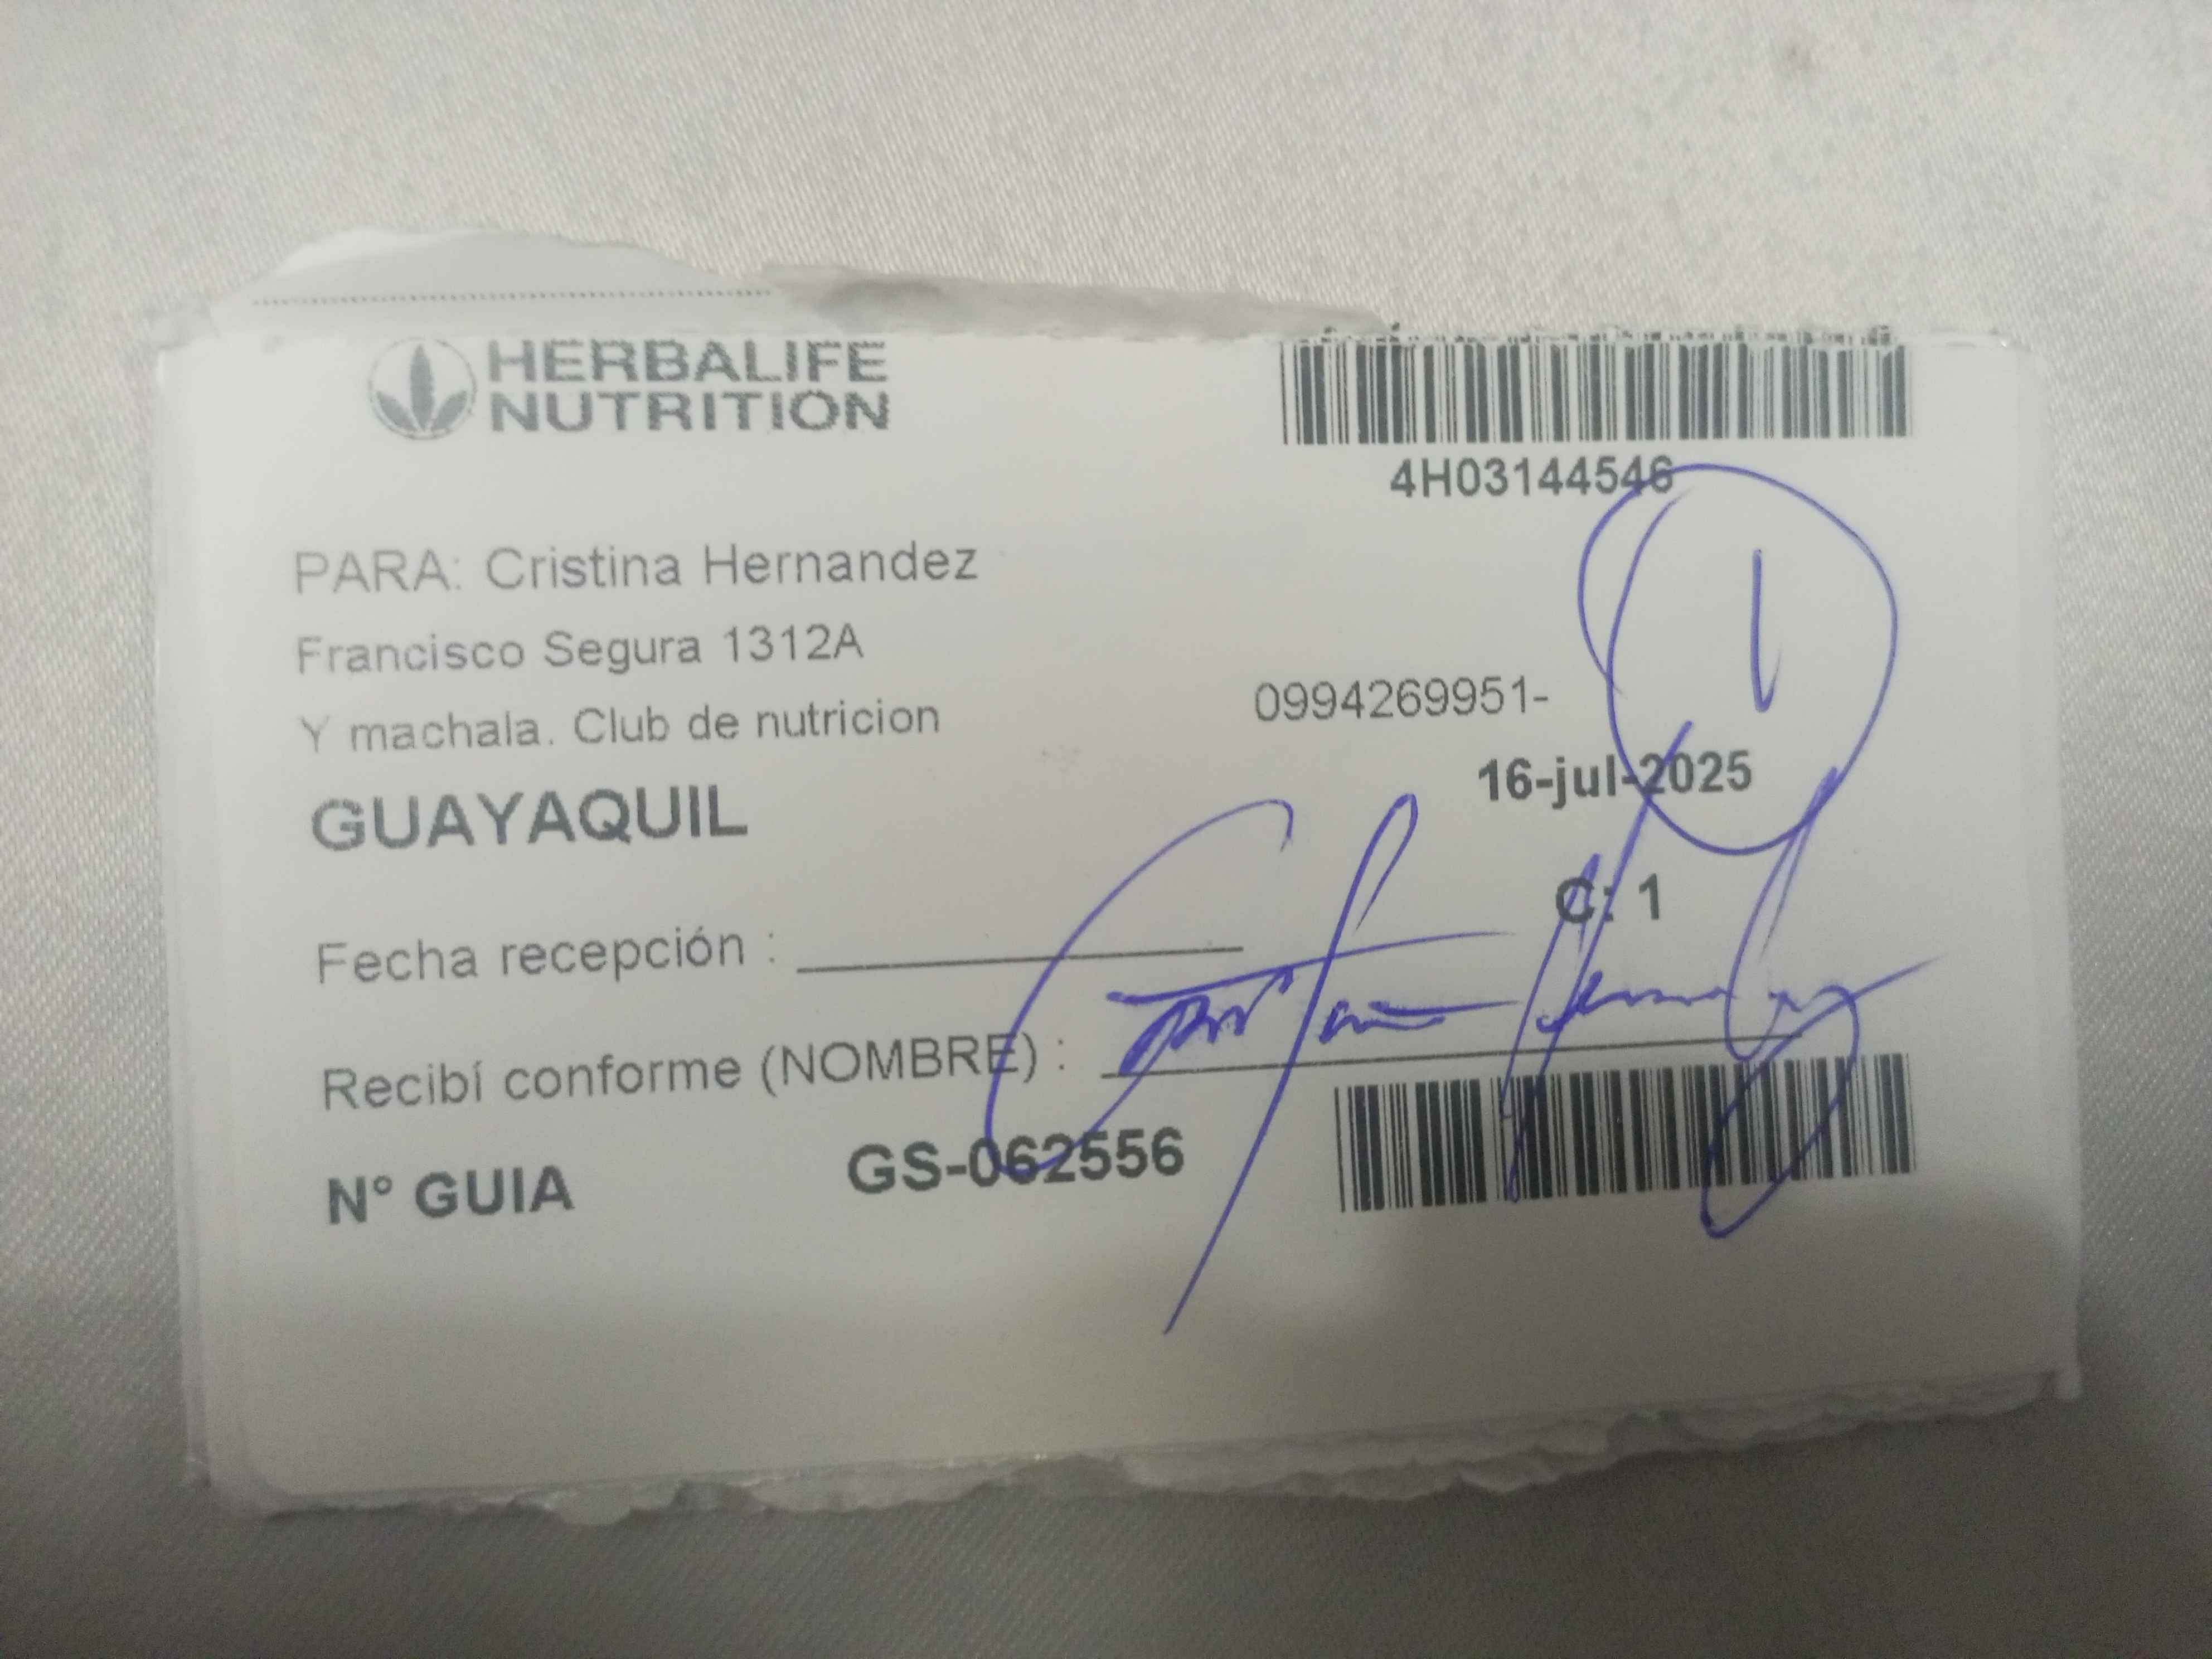 HERBALIFE
NUTRITION
4H03144546
PARA: Cristina Hernandez
Francisco Segura 1312A
0994269951-
Y machala. Club de nutricion
16-jul-2025
GUAYAQUIL
C: 1
Fecha recepción :
Recibí conforme (NOMBRE) :
N° GUIA GS-062556
1